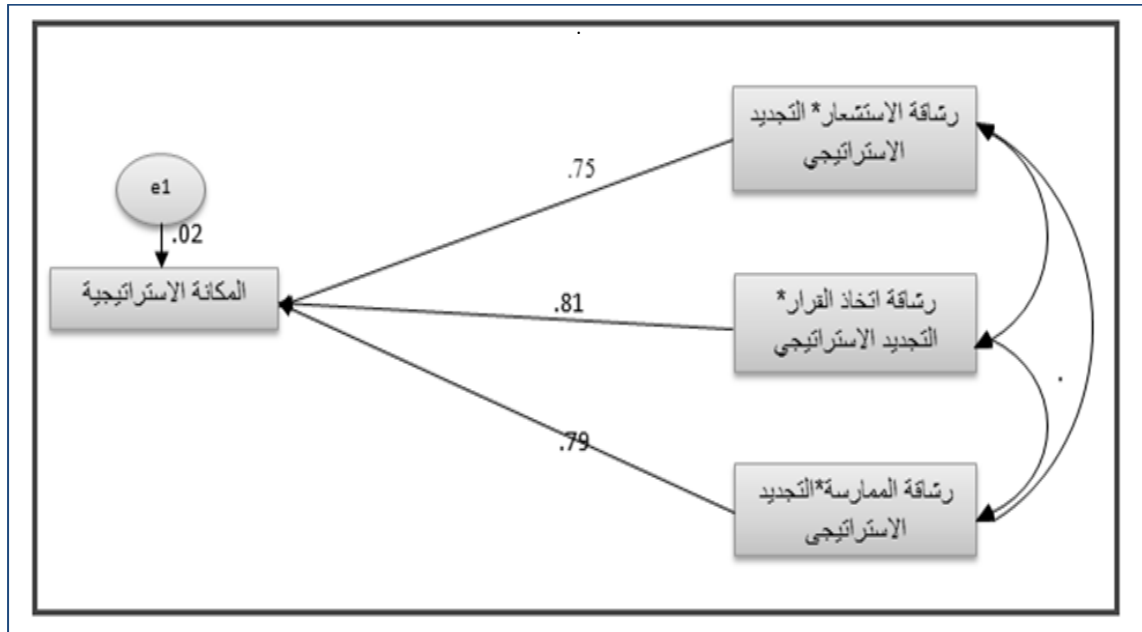 رشاقة الاستشعار* التجديد
الاستراتيجي
.75
e1
.02
المكانة الاستراتيجية
رشاقة اتخاذ القرار*
التجديد الاستراتيجي
.81
.79
رشاقة الممارسة*التجديد
الاستراتيجي